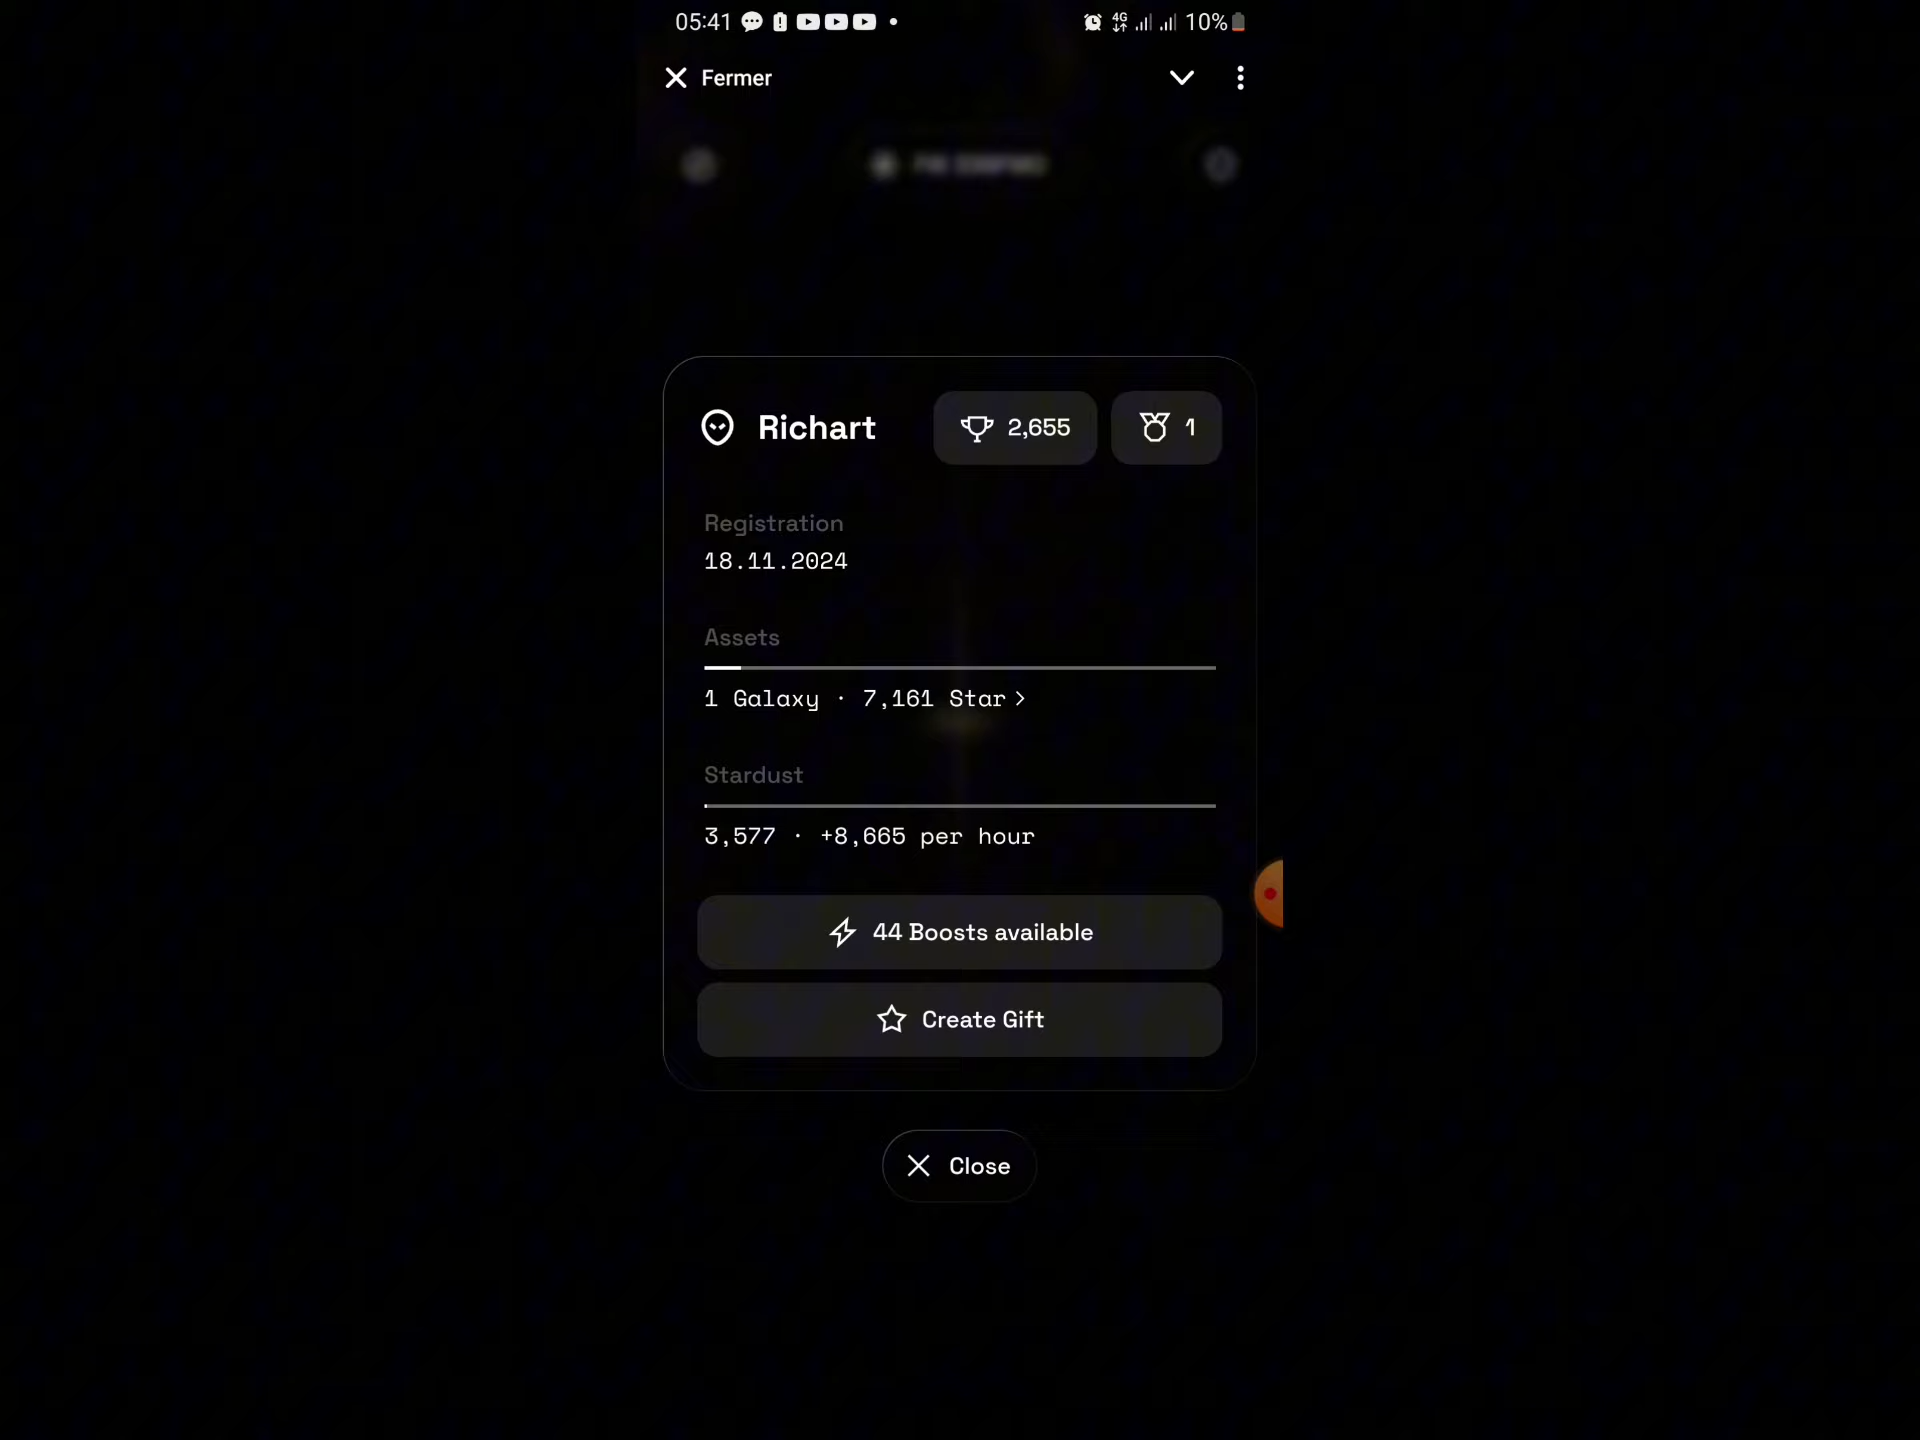 05:41 4G 10%
Fermer
Richart 2,655 1
Registration
18.11.2024
Assets
1 Galaxy · 7,161 Star >
Stardust
3,577 · +8,665 per hour
44 Boosts available
Create Gift
Close